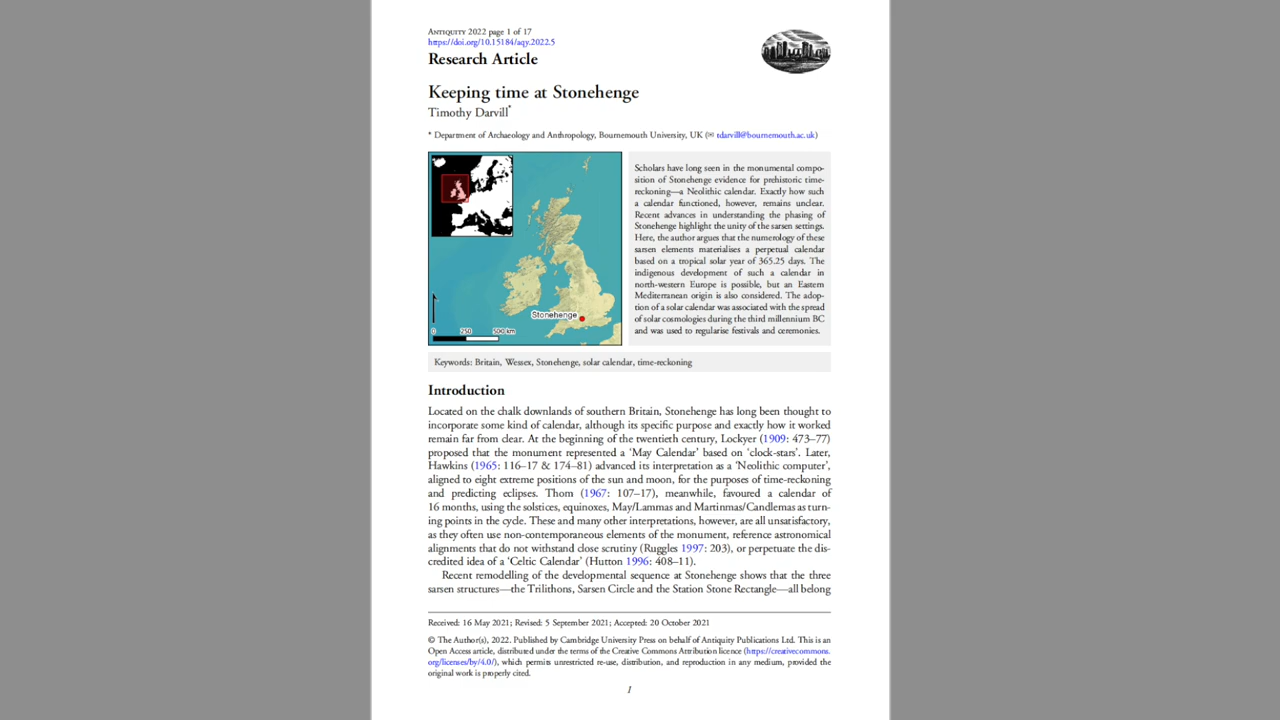 ANTIQUITY 2022 page 1 of 17
https://doi.org/10.15184/aqy.2022.5
Research Article
Keeping time at Stonehenge
Timothy Darvill*
* Department of Archaeology and Anthropology, Bournemouth University, UK (✉ tdarvill@bournemouth.ac.uk)
Stonehenge
0 250 500 km
Scholars have long seen in the monumental compo-
sition of Stonehenge evidence for prehistoric time-
reckoning—a Neolithic calendar. Exactly how such
a calendar functioned, however, remains unclear.
Recent advances in understanding the phasing of
Stonehenge highlight the unity of the sarsen settings.
Here, the author argues that the numerology of these
sarsen elements materialises a perpetual calendar
based on a tropical solar year of 365.25 days. The
indigenous development of such a calendar in
north-western Europe is possible, but an Eastern
Mediterranean origin is also considered. The adop-
tion of a solar calendar was associated with the spread
of solar cosmologies during the third millennium BC
and was used to regularise festivals and ceremonies.
Keywords: Britain, Wessex, Stonehenge, solar calendar, time-reckoning
Introduction
Located on the chalk downlands of southern Britain, Stonehenge has long been thought to
incorporate some kind of calendar, although its specific purpose and exactly how it worked
remain far from clear. At the beginning of the twentieth century, Lockyer (1909: 473–77)
proposed that the monument represented a ‘May Calendar’ based on ‘clock-stars’. Later,
Hawkins (1965: 116–17 & 174–81) advanced its interpretation as a ‘Neolithic computer’,
aligned to eight extreme positions of the sun and moon, for the purposes of time-reckoning
and predicting eclipses. Thom (1967: 107–17), meanwhile, favoured a calendar of
16 months, using the solstices, equinoxes, May/Lammas and Martinmas/Candlemas as turn-
ing points in the cycle. These and many other interpretations, however, are all unsatisfactory,
as they often use non-contemporaneous elements of the monument, reference astronomical
alignments that do not withstand close scrutiny (Ruggles 1997: 203), or perpetuate the dis-
credited idea of a ‘Celtic Calendar’ (Hutton 1996: 408–11).
Recent remodelling of the developmental sequence at Stonehenge shows that the three
sarsen structures—the Trilithons, Sarsen Circle and the Station Stone Rectangle—all belong
Received: 16 May 2021; Revised: 5 September 2021; Accepted: 20 October 2021
© The Author(s), 2022. Published by Cambridge University Press on behalf of Antiquity Publications Ltd. This is an
Open Access article, distributed under the terms of the Creative Commons Attribution licence (https://creativecommons.
org/licenses/by/4.0/), which permits unrestricted re-use, distribution, and reproduction in any medium, provided the
original work is properly cited.
1